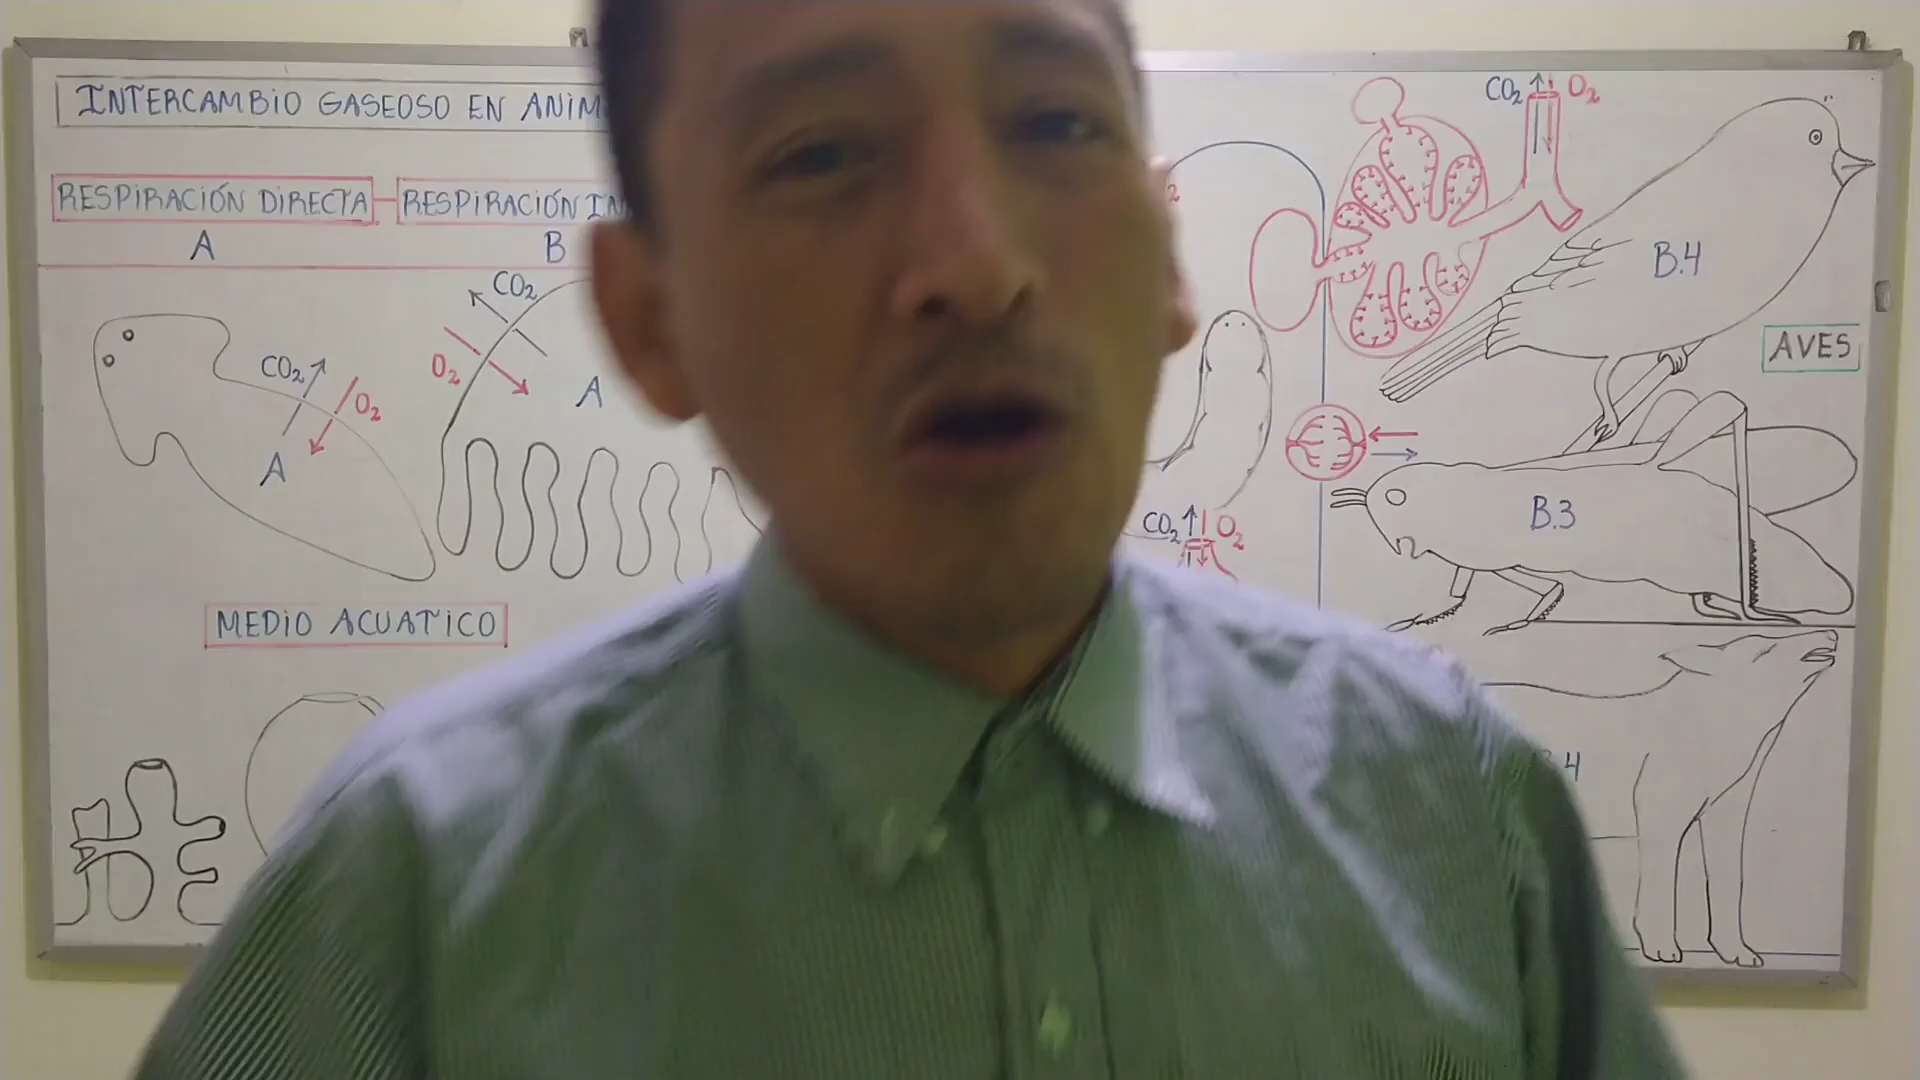 INTERCAMBIO GASEOSO EN ANIM
RESPIRACIÓN DIRECTA
RESPIRACIÓN IN
A
B
CO2
O2
A
CO2
O2
A
MEDIO ACUATICO
CO2 O2
B.4
AVES
B.3
CO2 O2